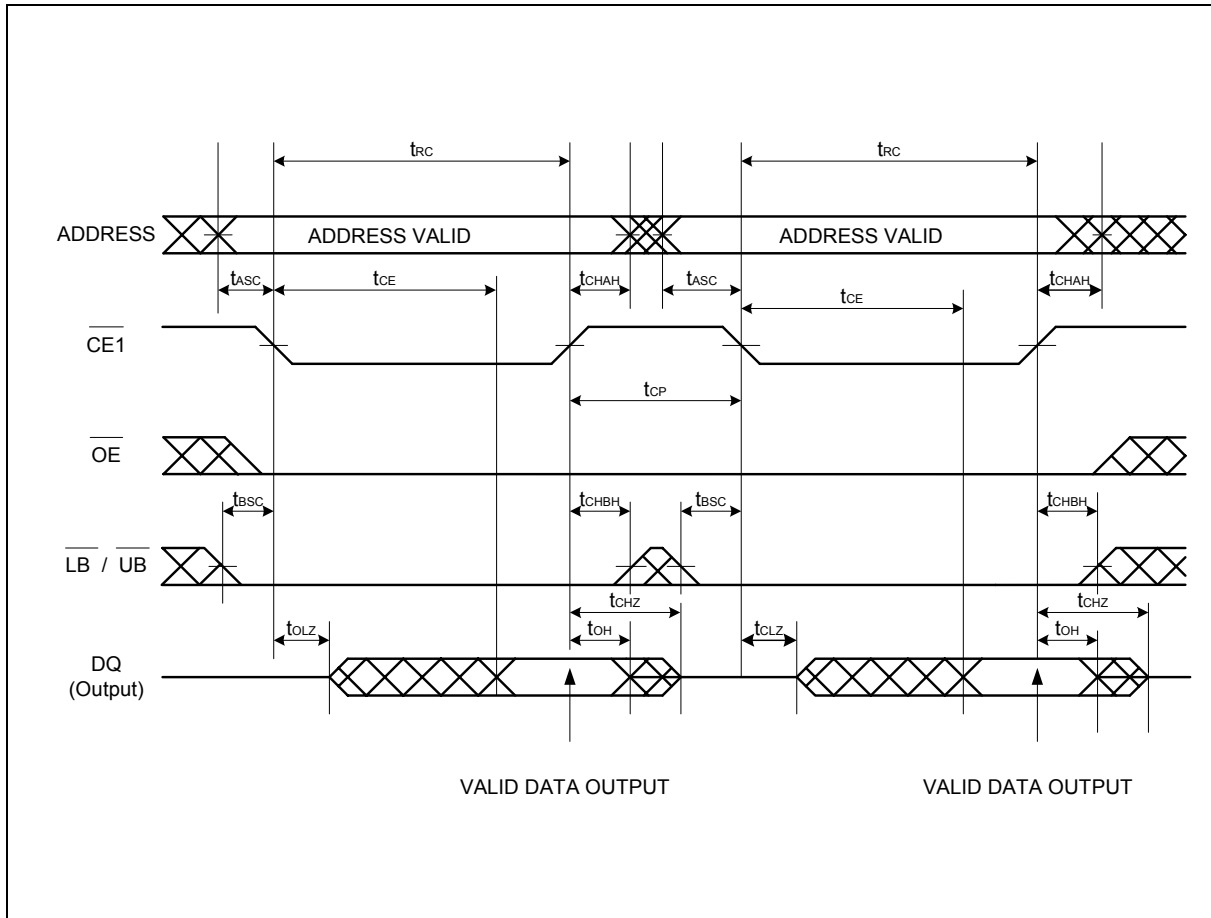 tRC tRC
ADDRESS ADDRESS VALID ADDRESS VALID
tASC tCE tCHAH tASC tCE tCHAH
CE1
tCP
OE
tBSC tCHBH tBSC tCHBH
LB / UB
tCHZ tCHZ
tOLZ tOH tCLZ tOH
DQ
(Output)
VALID DATA OUTPUT VALID DATA OUTPUT